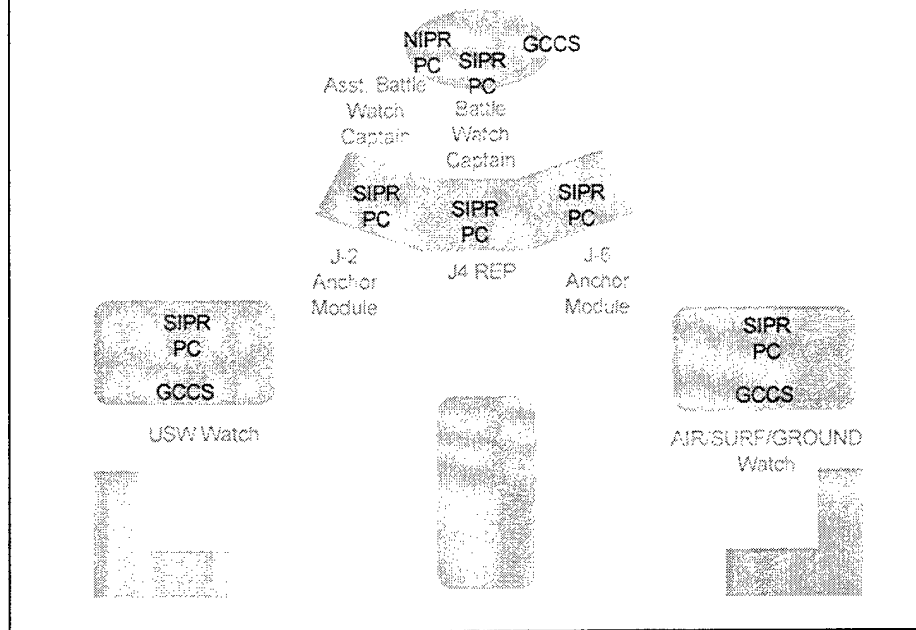 NIPR
PC
SIPR
PC
GCCS
Asst. Battle
Watch
Captain
Battle
Watch
Captain
SIPR
PC
SIPR
PC
SIPR
PC
J-2
Anchor
Module
J4 REP
J-6
Anchor
Module
SIPR
PC
GCCS
USW Watch
SIPR
PC
GCCS
AIR/SURF/GROUND
Watch